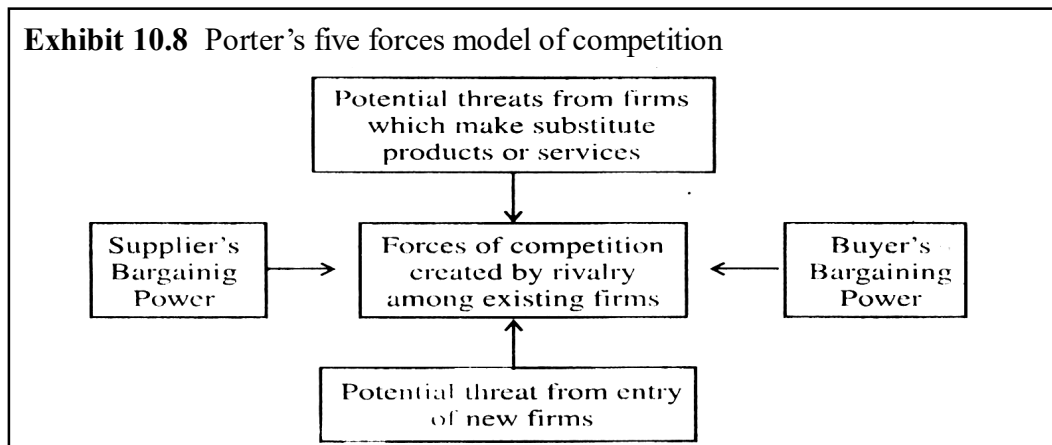 Exhibit 10.8 Porter’s five forces model of competition
Potential threats from firms
which make substitute
products or services
Supplier's
Bargainig
Power
Forces of competition
created by rivalry
among existing firms
Buyer's
Bargaining
Power
Potential threat from entry
of new firms